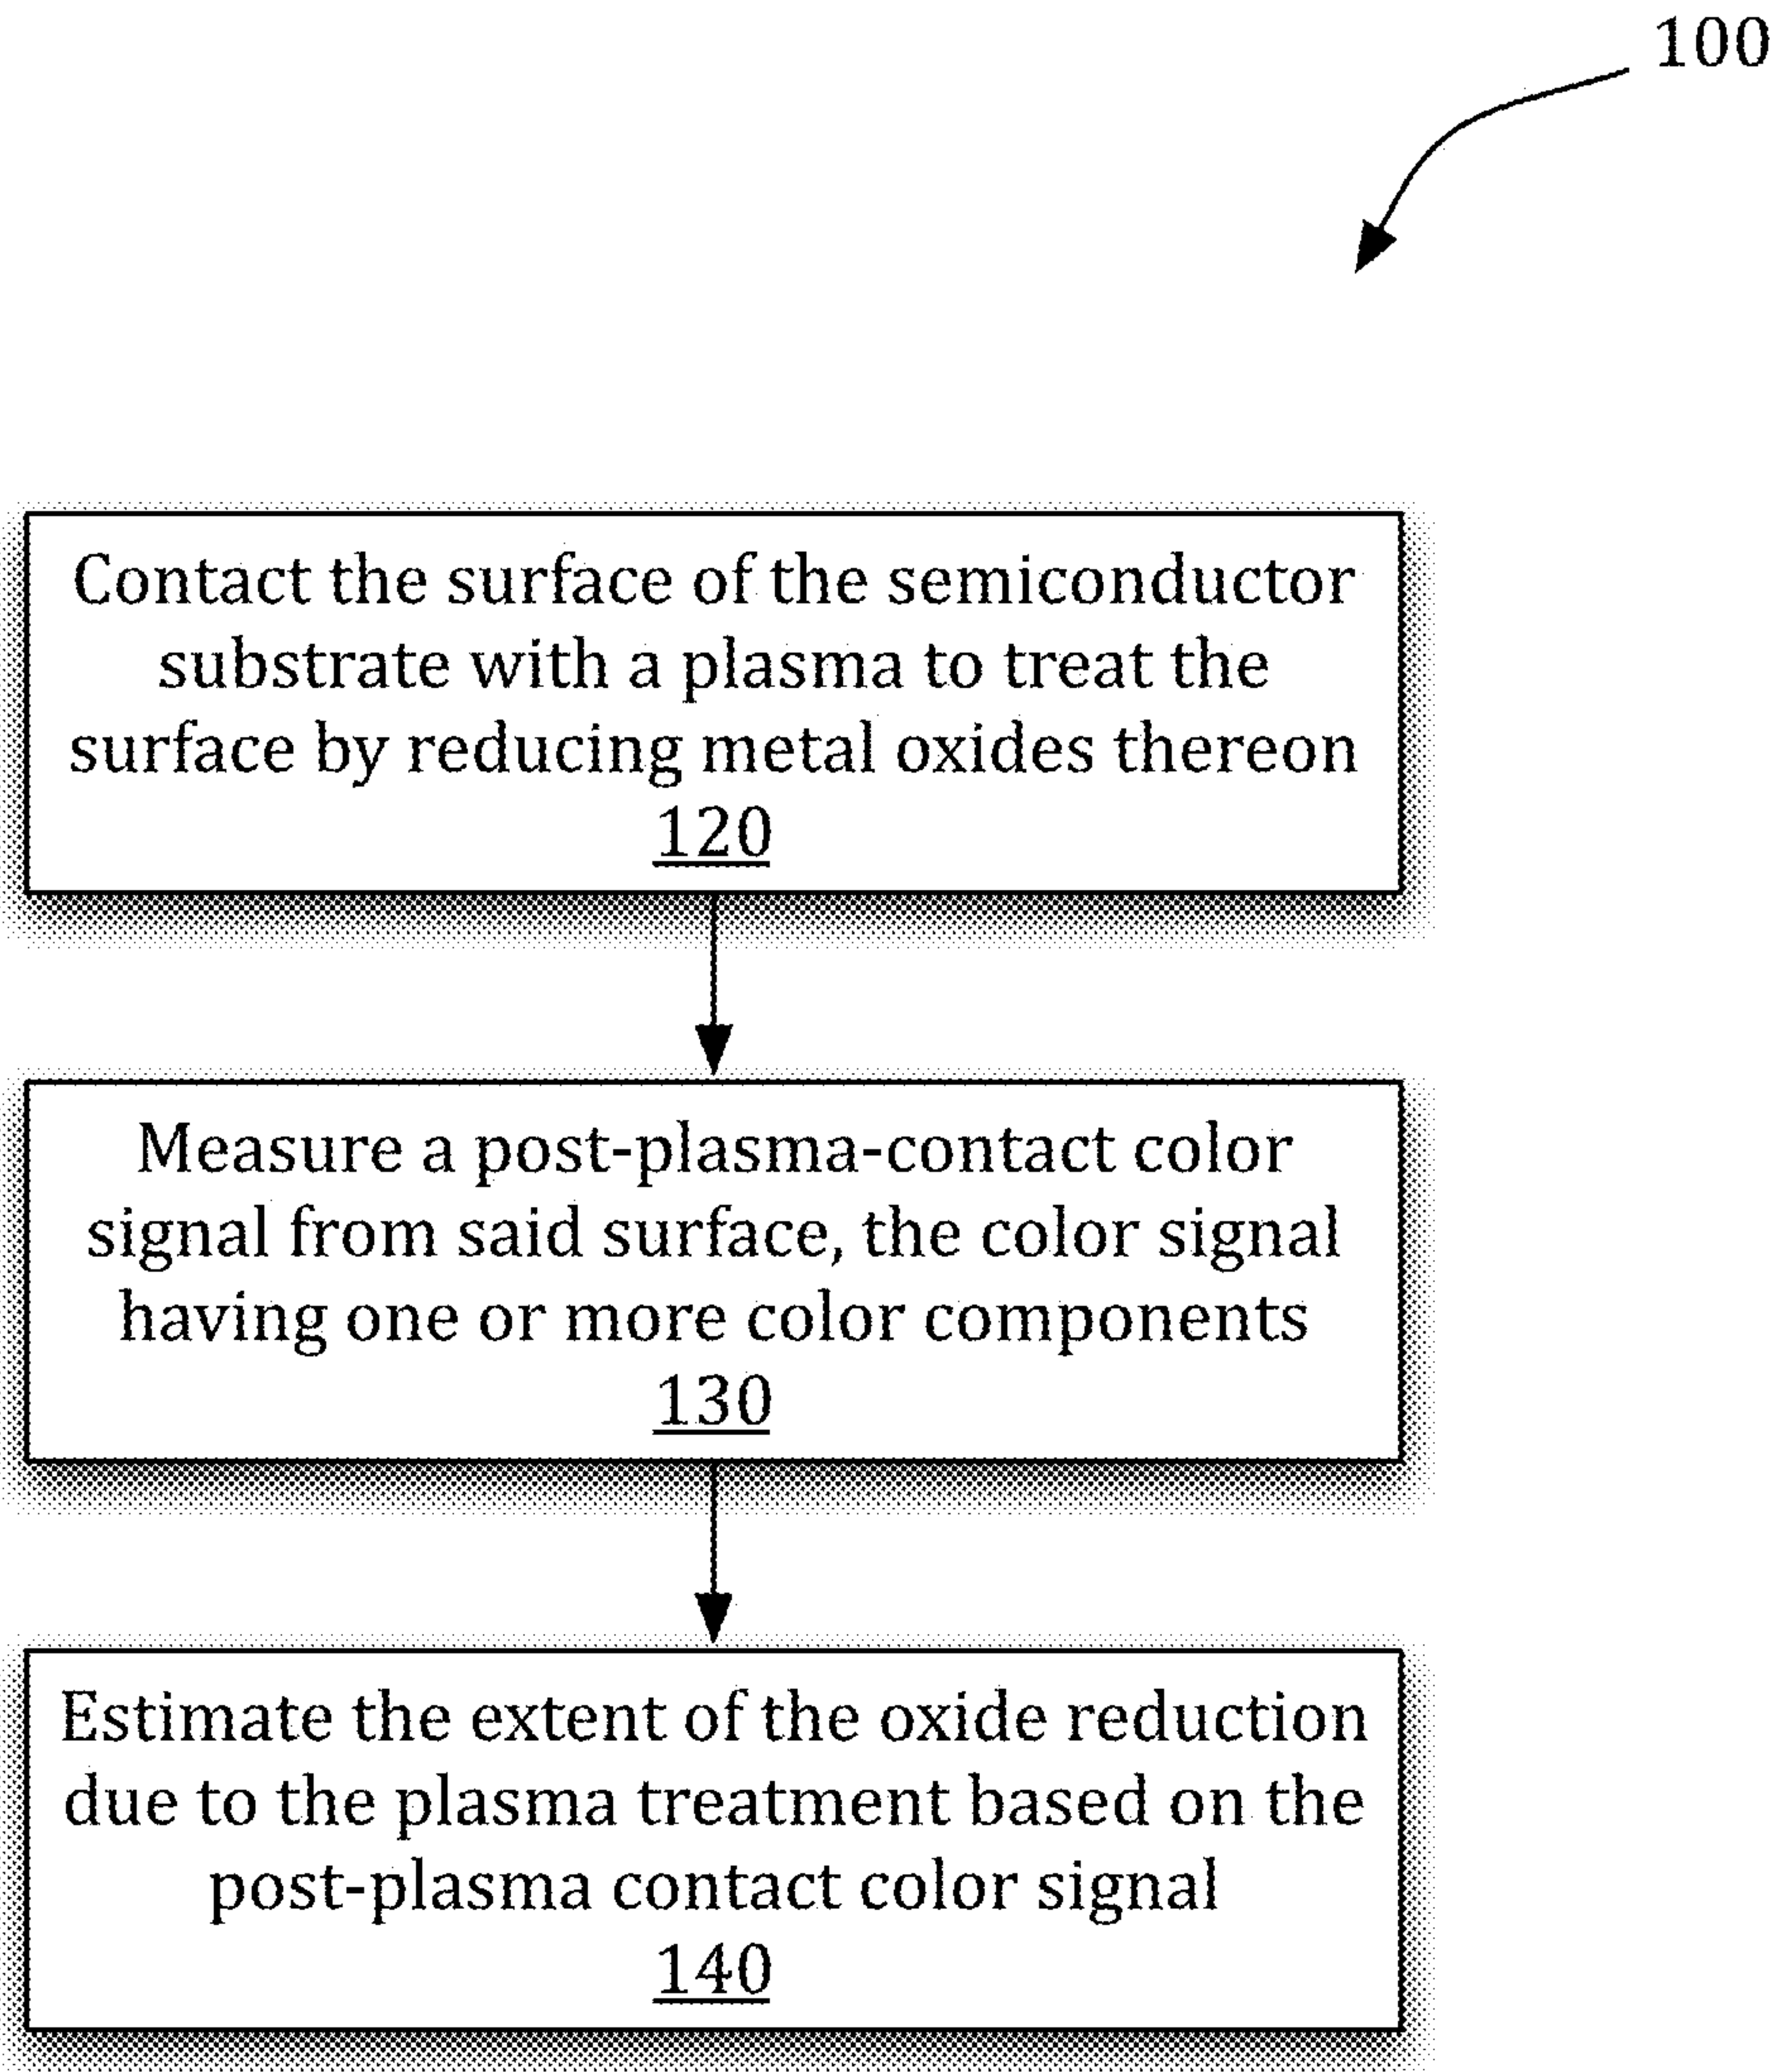 100
Contact the surface of the semiconductor
substrate with a plasma to treat the
surface by reducing metal oxides thereon
120
Measure a post-plasma-contact color
signal from said surface, the color signal
having one or more color components
130
Estimate the extent of the oxide reduction
due to the plasma treatment based on the
post-plasma contact color signal
140